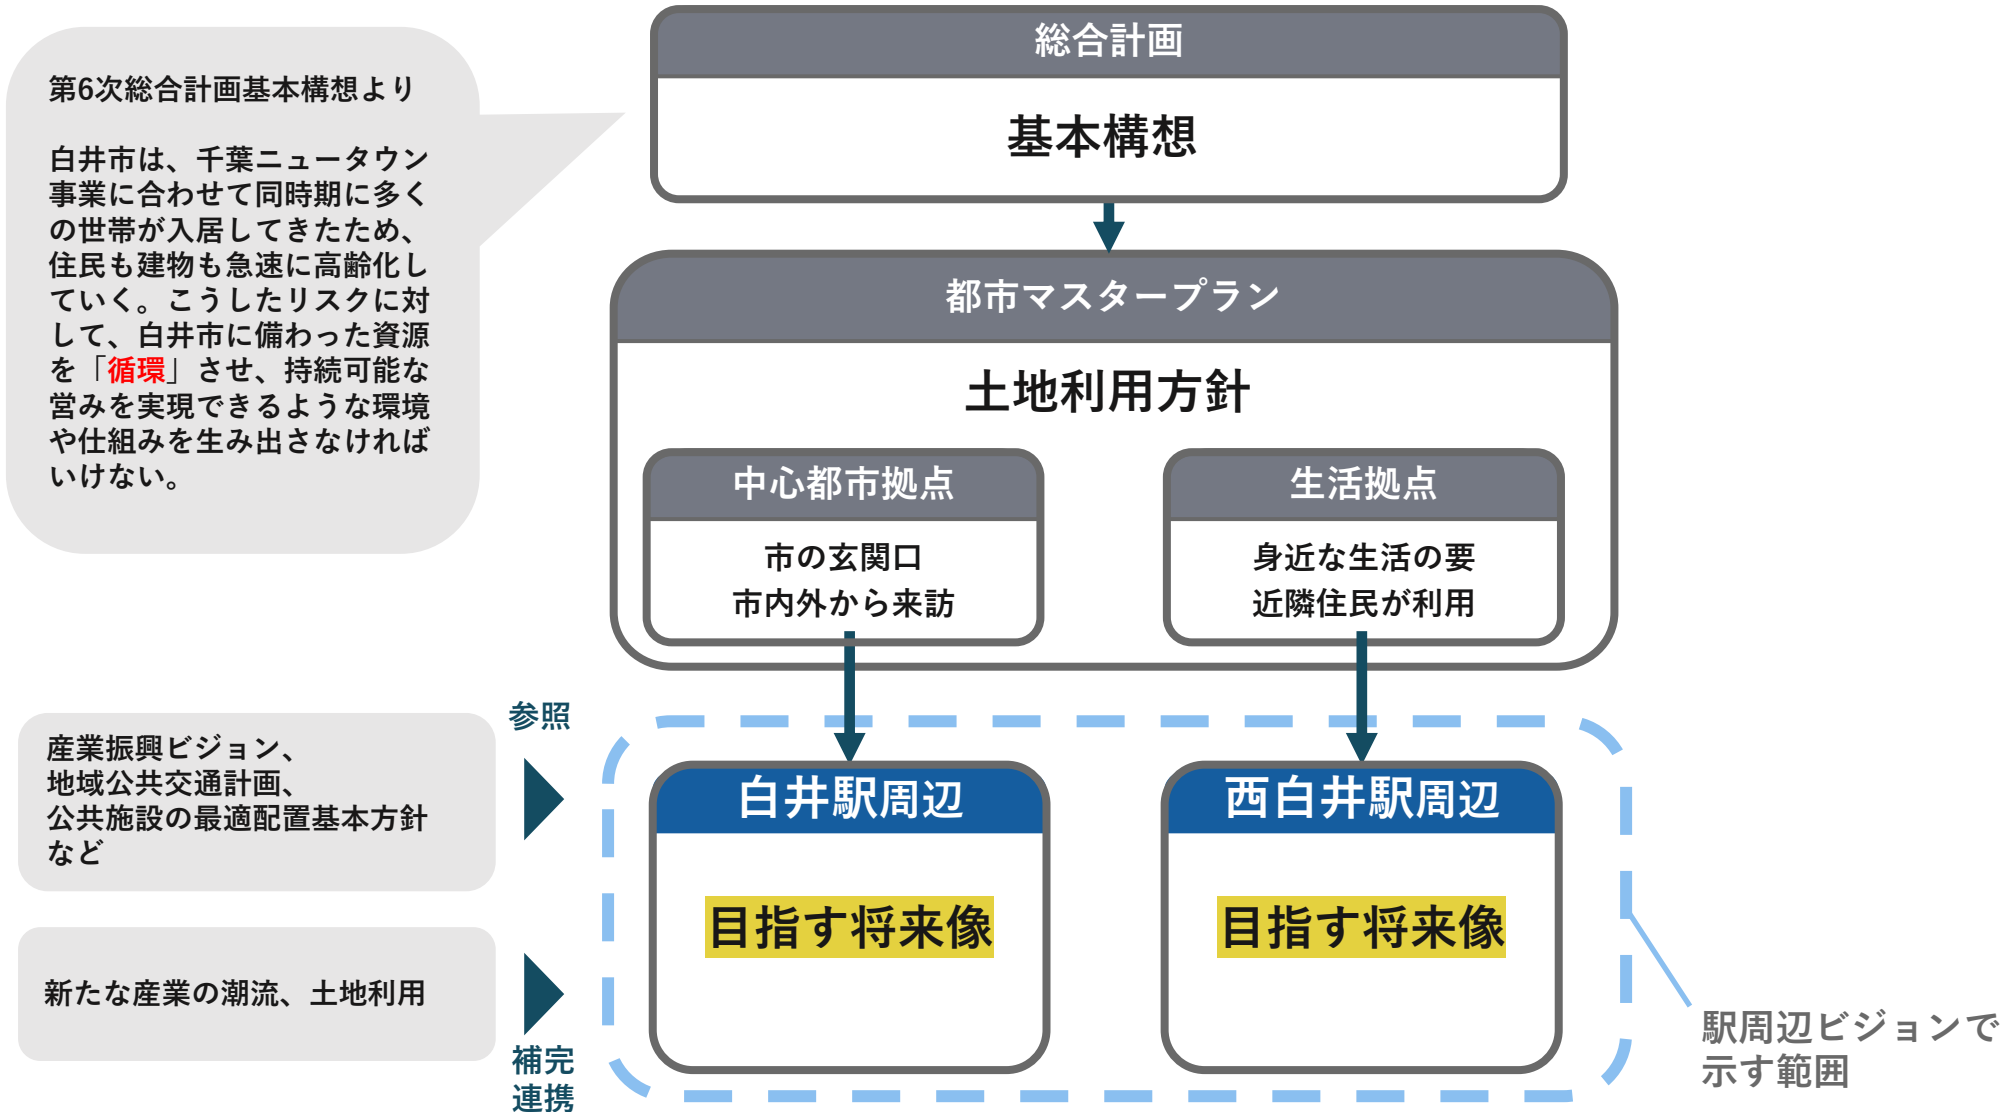 総合計画
基本構想
第6次総合計画基本構想より
白井市は、千葉ニュータウン
事業に合わせて同時期に多く
の世帯が入居してきたため、
住民も建物も急速に高齢化し
ていく。こうしたリスクに対
して、白井市に備わった資源
を「循環」させ、持続可能な
営みを実現できるような環境
や仕組みを生み出さなければ
いけない。
都市マスタープラン
土地利用方針
中心都市拠点
市の玄関口
市内外から来訪
生活拠点
身近な生活の要
近隣住民が利用
参照
産業振興ビジョン、
地域公共交通計画、
公共施設の最適配置基本方針
など
新たな産業の潮流、土地利用
補完
連携
白井駅周辺
目指す将来像
西白井駅周辺
目指す将来像
駅周辺ビジョンで
示す範囲